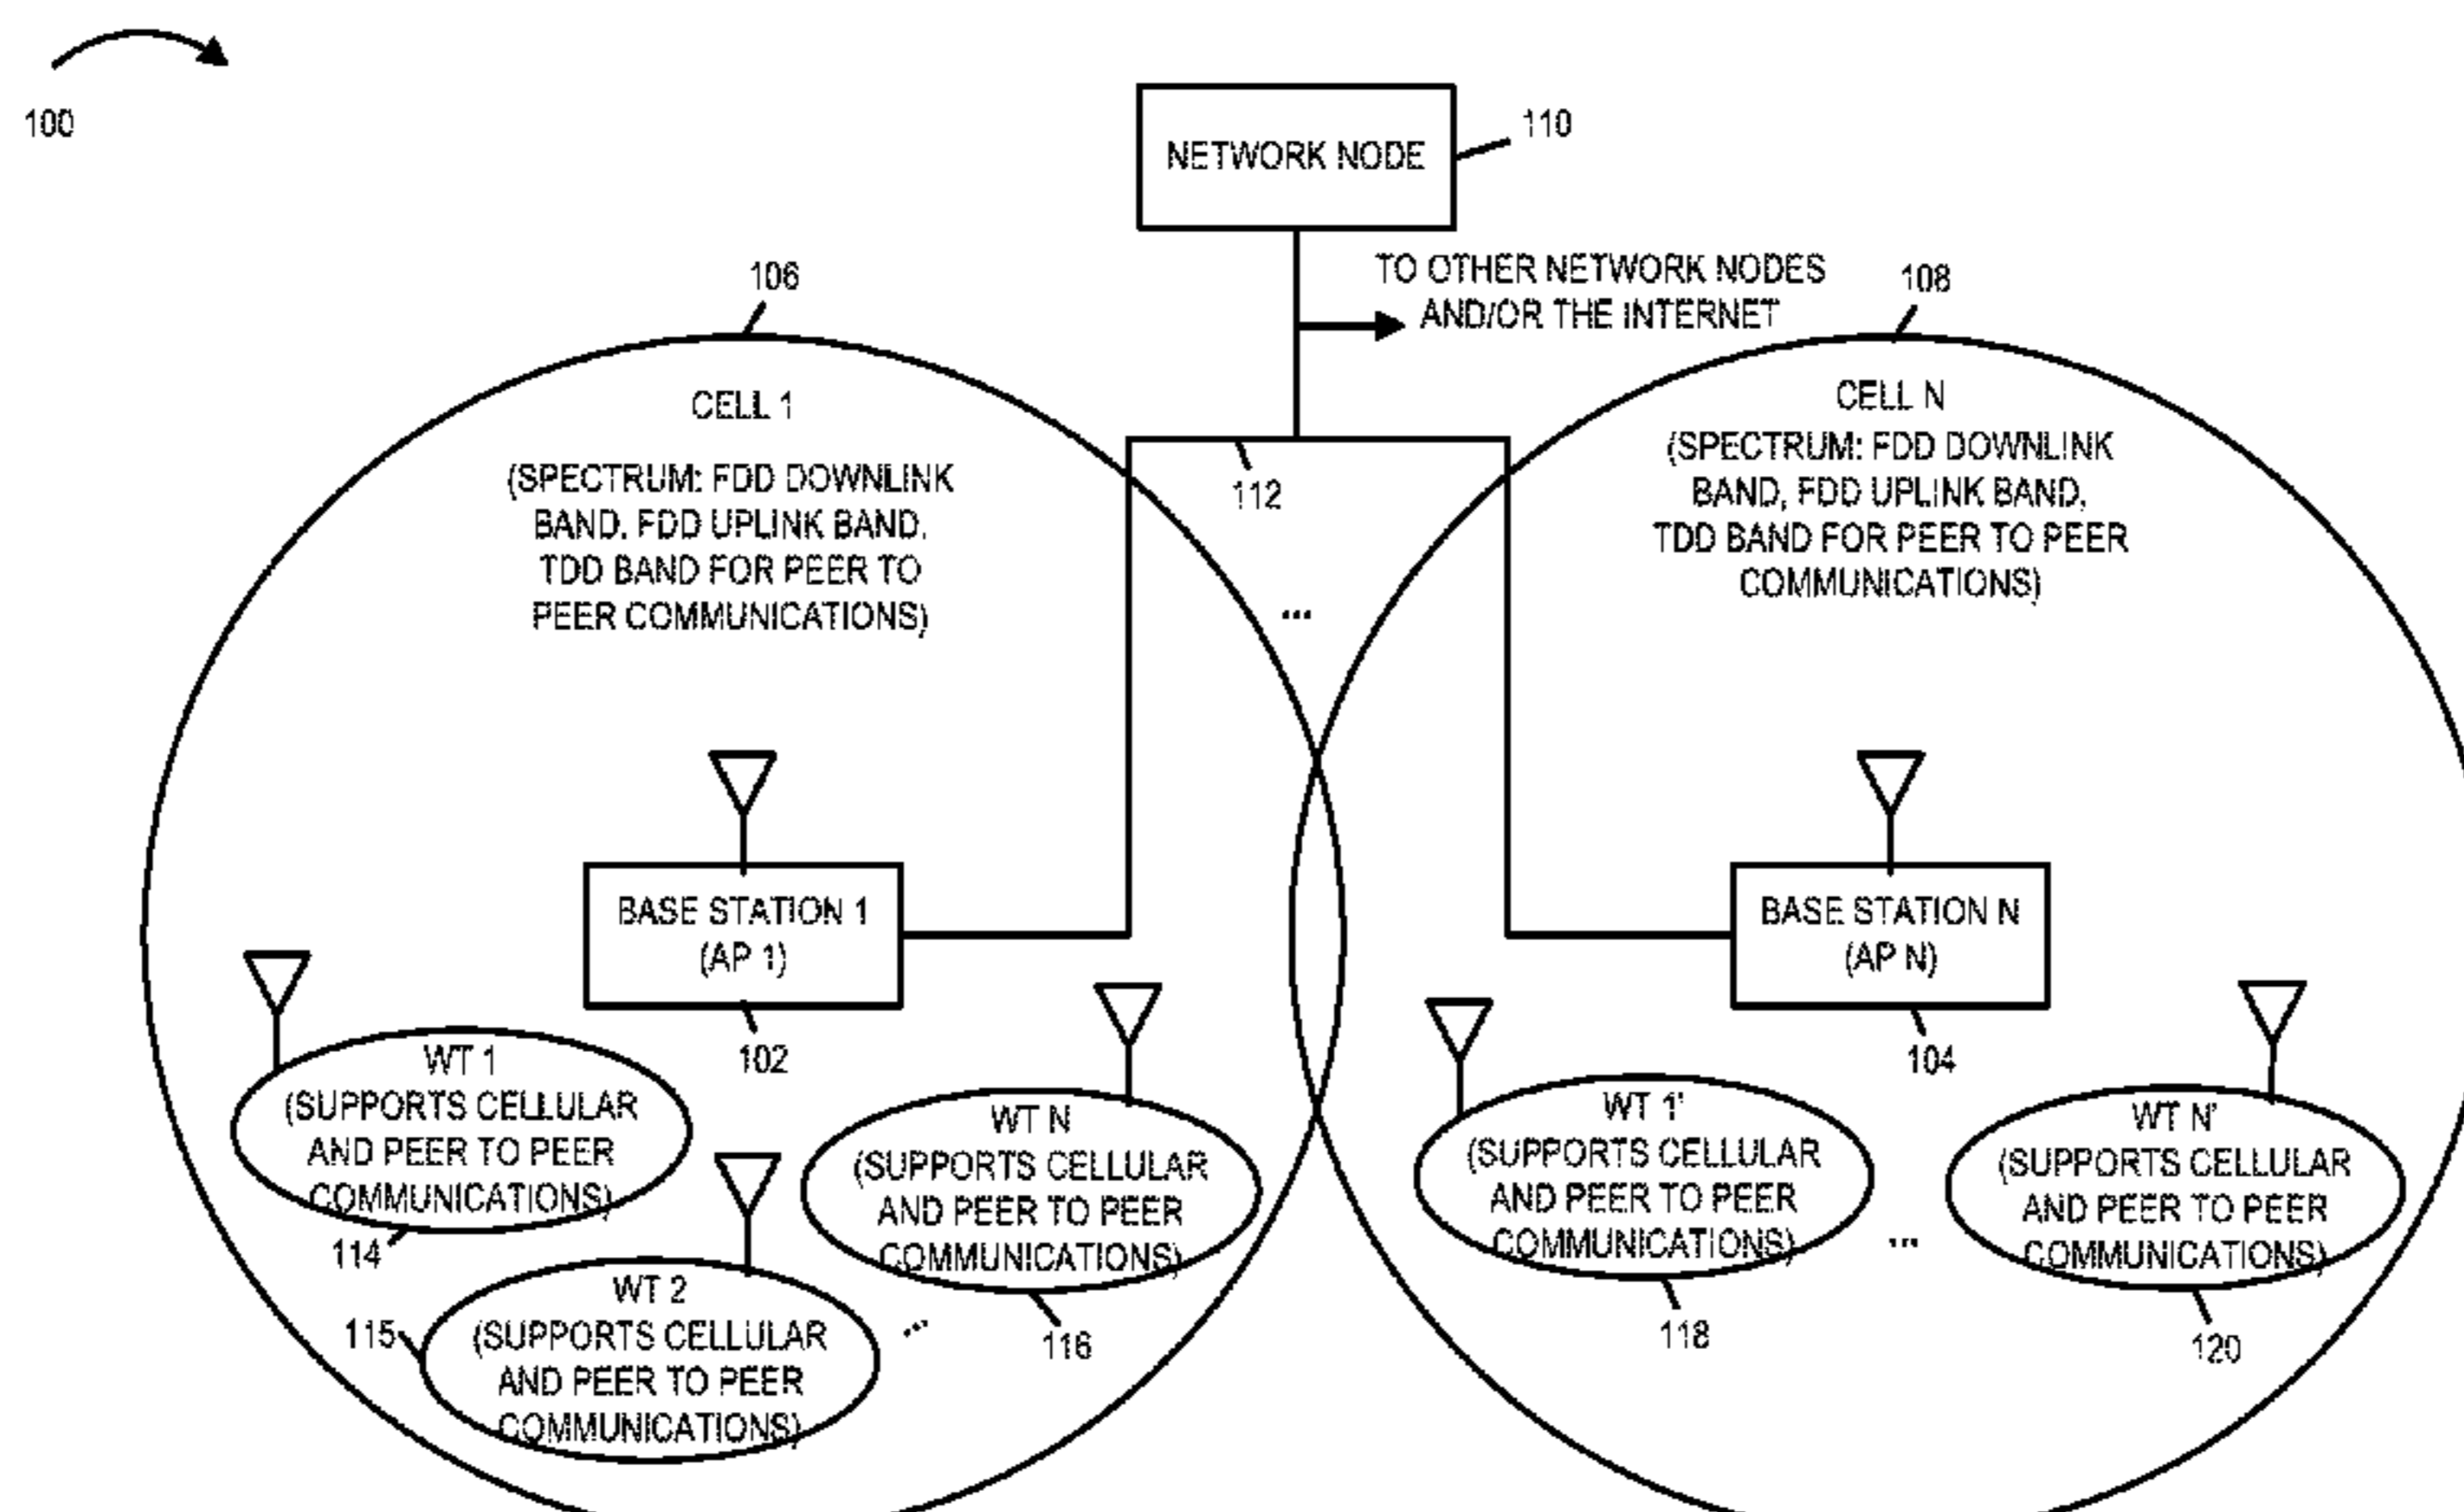 100
NETWORK NODE
110
TO OTHER NETWORK NODES
AND/OR THE INTERNET
106
108
CELL 1
(SPECTRUM: FDD DOWNLINK
BAND, FDD UPLINK BAND,
TDD BAND FOR PEER TO
PEER COMMUNICATIONS)
112
CELL N
(SPECTRUM: FDD DOWNLINK
BAND, FDD UPLINK BAND,
TDD BAND FOR PEER TO PEER
COMMUNICATIONS)
...
BASE STATION 1
(AP 1)
102
BASE STATION N
(AP N)
104
WT 1
(SUPPORTS CELLULAR
AND PEER TO PEER
COMMUNICATIONS)
114
WT 2
(SUPPORTS CELLULAR
AND PEER TO PEER
COMMUNICATIONS)
115
...
WT N
(SUPPORTS CELLULAR
AND PEER TO PEER
COMMUNICATIONS)
116
WT 1'
(SUPPORTS CELLULAR
AND PEER TO PEER
COMMUNICATIONS)
118
...
WT N'
(SUPPORTS CELLULAR
AND PEER TO PEER
COMMUNICATIONS)
120